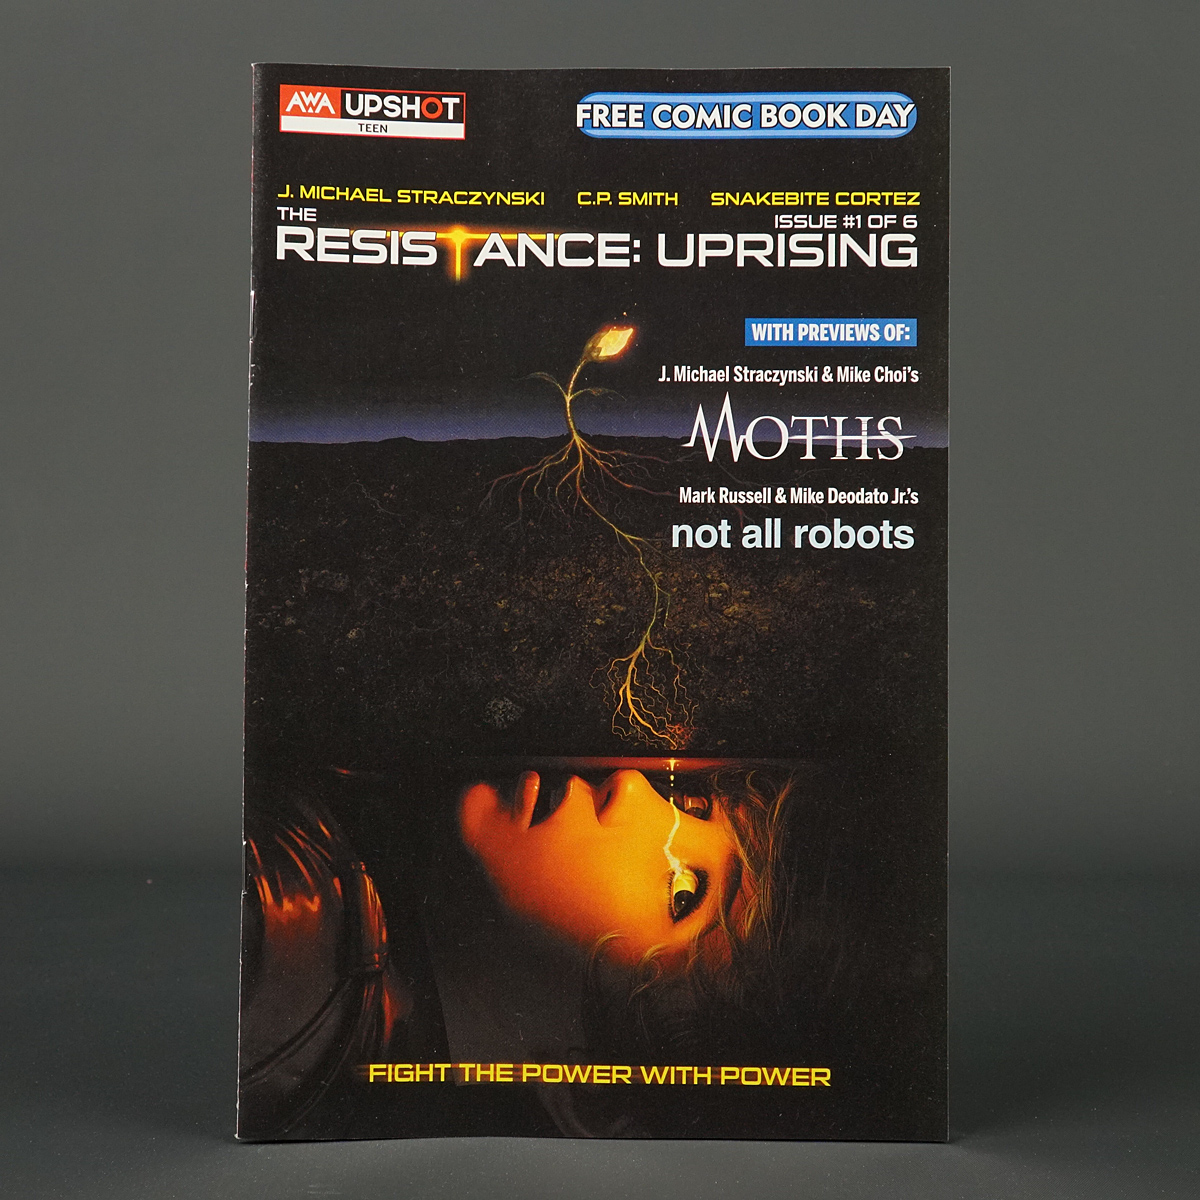 AWA UPSHOT
TEEN
FREE COMIC BOOK DAY
J. MICHAEL STRACZYNSKI C.P. SMITH SNAKEBITE CORTEZ
THE
ISSUE #1 OF 6
RESISTANCE: UPRISING
WITH PREVIEWS OF:
J. Michael Straczynski & Mike Choi's
MOTHS
Mark Russell & Mike Deodato Jr.'s
not all robots
FIGHT THE POWER WITH POWER